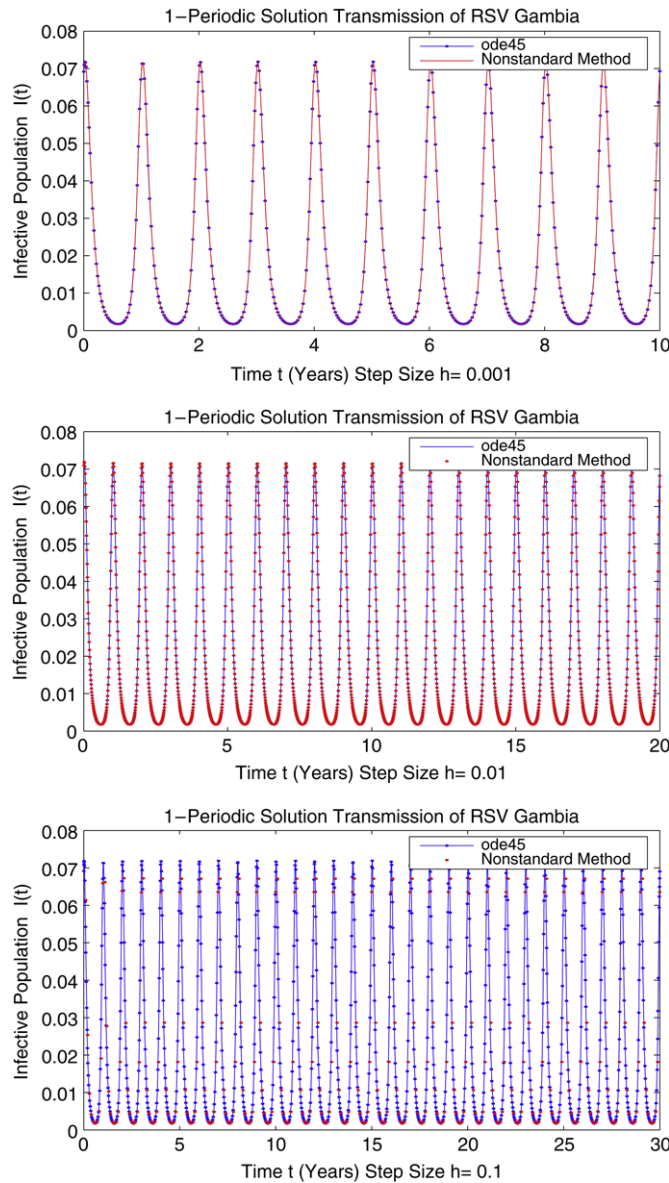 1−Periodic Solution Transmission of RSV Gambia
ode45
Nonstandard Method
Infective Population I(t)
0.08
0.07
0.06
0.05
0.04
0.03
0.02
0.01
0
0 2 4 6 8 10
Time t (Years) Step Size h= 0.001
1−Periodic Solution Transmission of RSV Gambia
ode45
Nonstandard Method
Infective Population I(t)
0.08
0.07
0.06
0.05
0.04
0.03
0.02
0.01
0
0 5 10 15 20
Time t (Years) Step Size h= 0.01
1−Periodic Solution Transmission of RSV Gambia
ode45
Nonstandard Method
Infective Population I(t)
0.08
0.07
0.06
0.05
0.04
0.03
0.02
0.01
0
0 5 10 15 20 25 30
Time t (Years) Step Size h= 0.1